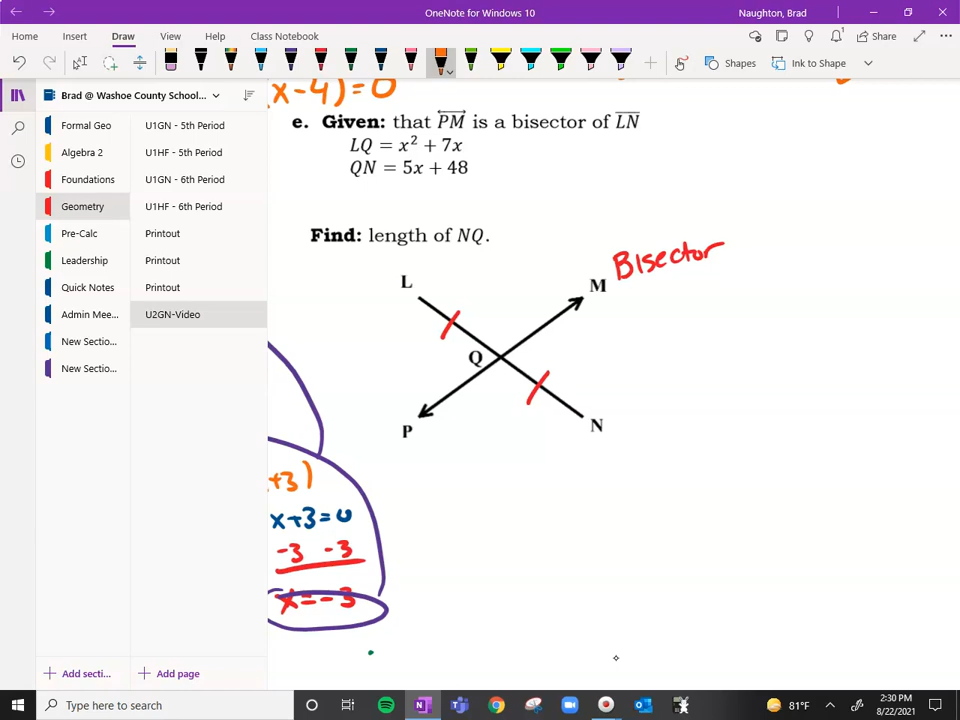 OneNote for Windows 10
Naughton, Brad
Home Insert Draw View Help Class Notebook Share
Shapes Ink to Shape
Brad @ Washoe County School...
Formal Geo
Algebra 2
Foundations
Geometry
Pre-Calc
Leadership
Quick Notes
Admin Mee...
New Sectio...
New Sectio...
U1GN - 5th Period
U1HF - 5th Period
U1GN - 6th Period
U1HF - 6th Period
Printout
Printout
Printout
U2GN-Video
Add secti...
Add page
(x-4)=0
e. Given: that \overleftrightarrow{PM} is a bisector of \overline{LN}
LQ = x² + 7x
QN = 5x + 48
Find: length of NQ.
Bisector
L
M
Q
P
N
+3)
x+3=0
-3 -3
x=-3
Type here to search
81°F
2:30 PM
8/22/2021